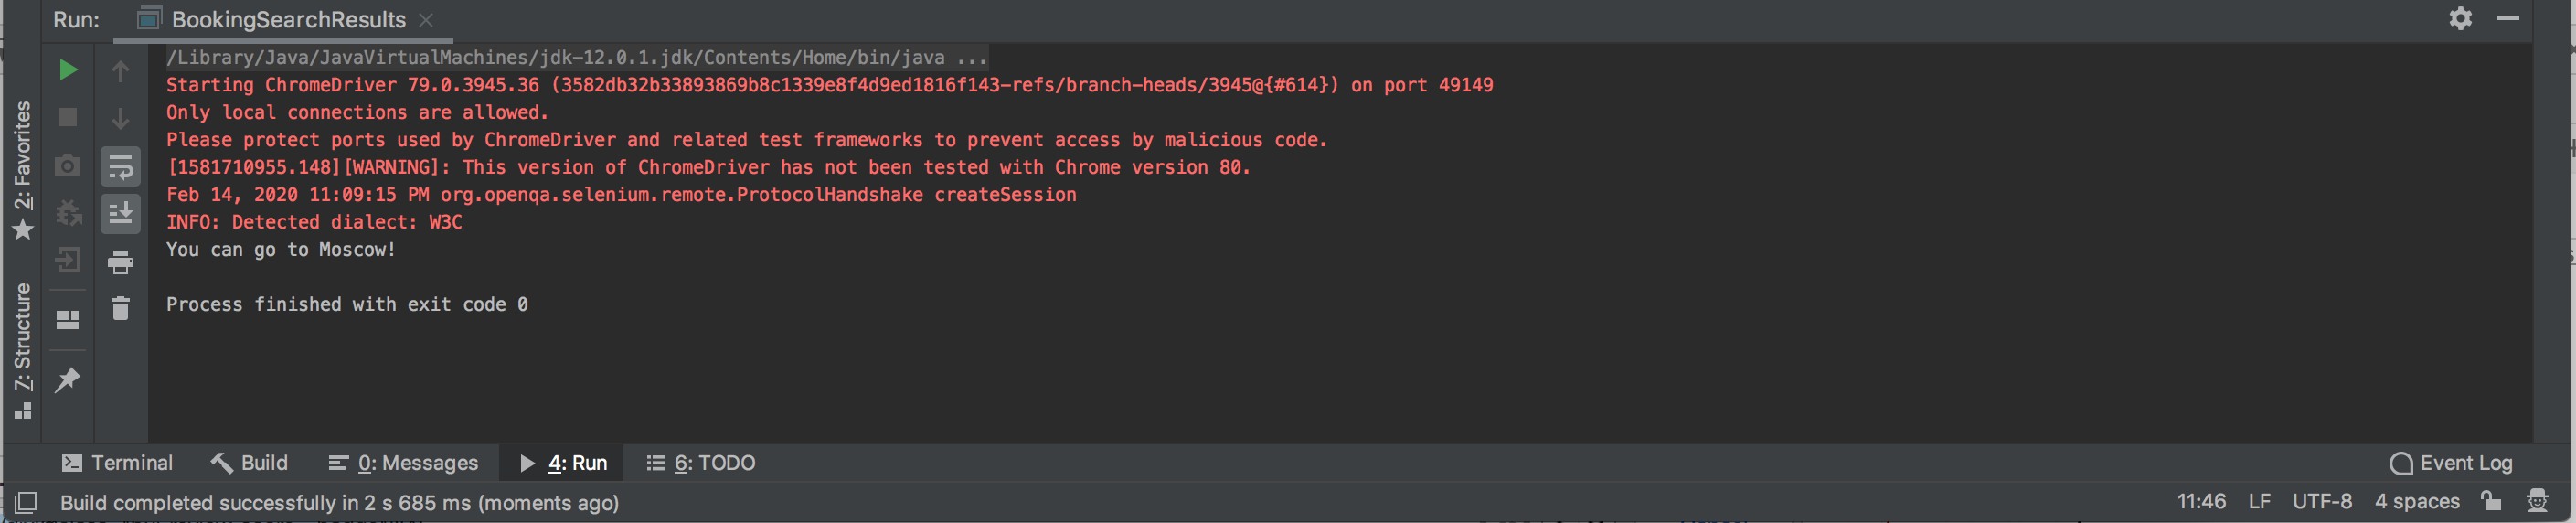 Run: BookingSearchResults
/Library/Java/JavaVirtualMachines/jdk-12.0.1.jdk/Contents/Home/bin/java ...
Starting ChromeDriver 79.0.3945.36 (3582db32b33893869b8c1339e8f4d9ed1816f143-refs/branch-heads/3945@{#614}) on port 49149
Only local connections are allowed.
Please protect ports used by ChromeDriver and related test frameworks to prevent access by malicious code.
[1581710955.148][WARNING]: This version of ChromeDriver has not been tested with Chrome version 80.
Feb 14, 2020 11:09:15 PM org.openqa.selenium.remote.ProtocolHandshake createSession
INFO: Detected dialect: W3C
You can go to Moscow!
Process finished with exit code 0
2: Favorites
7: Structure
Terminal Build 0: Messages 4: Run 6: TODO Event Log
Build completed successfully in 2 s 685 ms (moments ago) 11:46 LF UTF-8 4 spaces